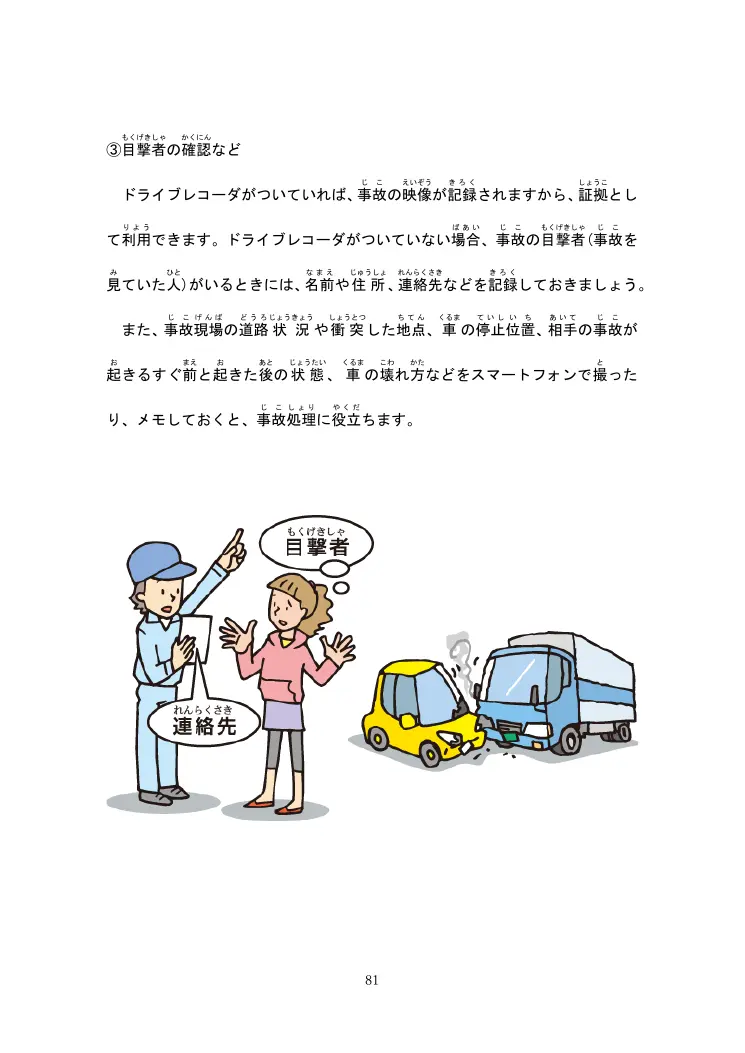 もくげきしゃ かくにん
③目撃者の確認など
じこ えいぞう きろく しょうこ
ドライブレコーダがついていれば、事故の映像が記録されますから、証拠とし
りよう ばあい じこ もくげきしゃ じこ
て利用できます。ドライブレコーダがついていない場合、事故の目撃者(事故を
み ひと なまえ じゅうしょ れんらくさき きろく
見ていた人)がいるときには、名前や住所、連絡先などを記録しておきましょう。
じこげんば どうろじょうきょう しょうとつ ちてん くるま ていしいち あいて じこ
また、事故現場の道路状況や衝突した地点、車の停止位置、相手の事故が
お まえ お あと じょうたい くるま こわ かた と
起きるすぐ前と起きた後の状態、車の壊れ方などをスマートフォンで撮った
じこしょり やくだ
り、メモしておくと、事故処理に役立ちます。
もくげきしゃ
目撃者
れんらくさき
連絡先
81